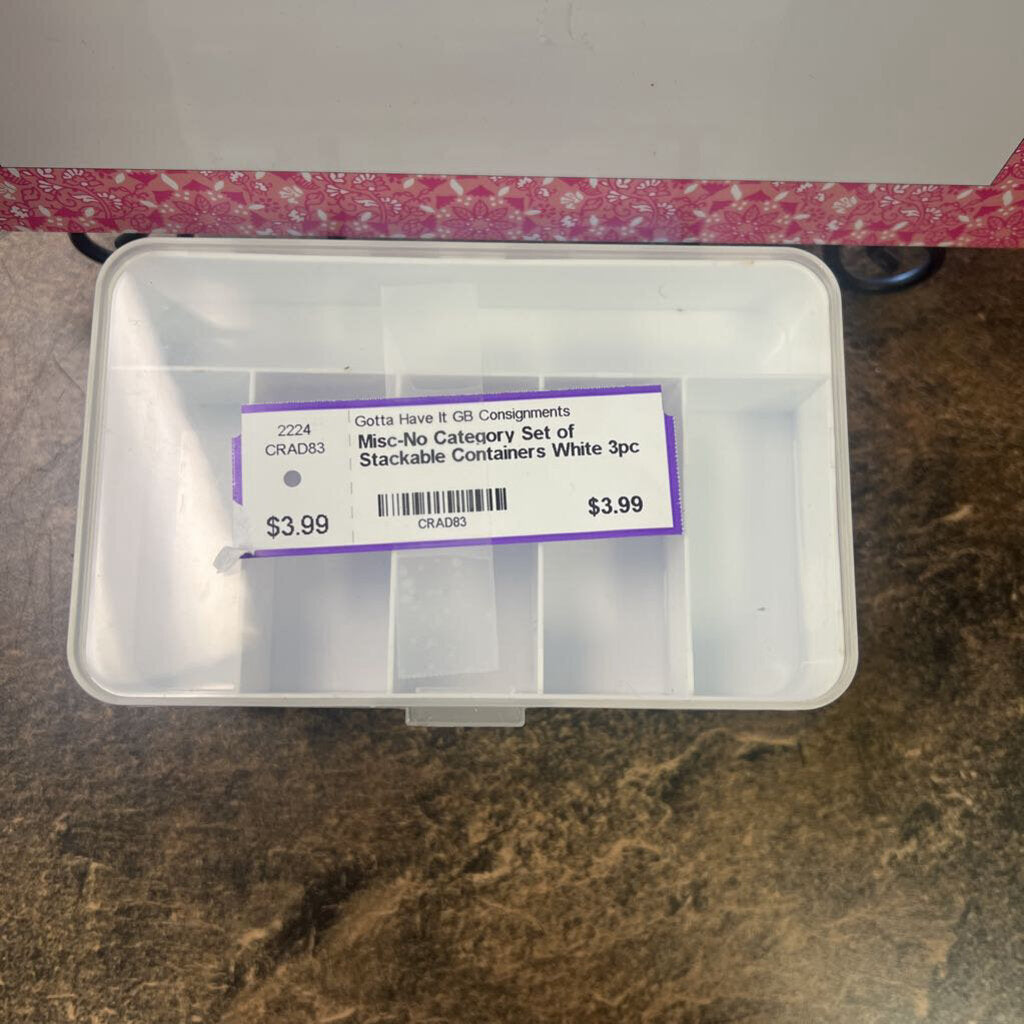 2224
CRAD83
$3.99
Gotta Have It GB Consignments
Misc-No Category Set of
Stackable Containers White 3pc
CRAD83
$3.99